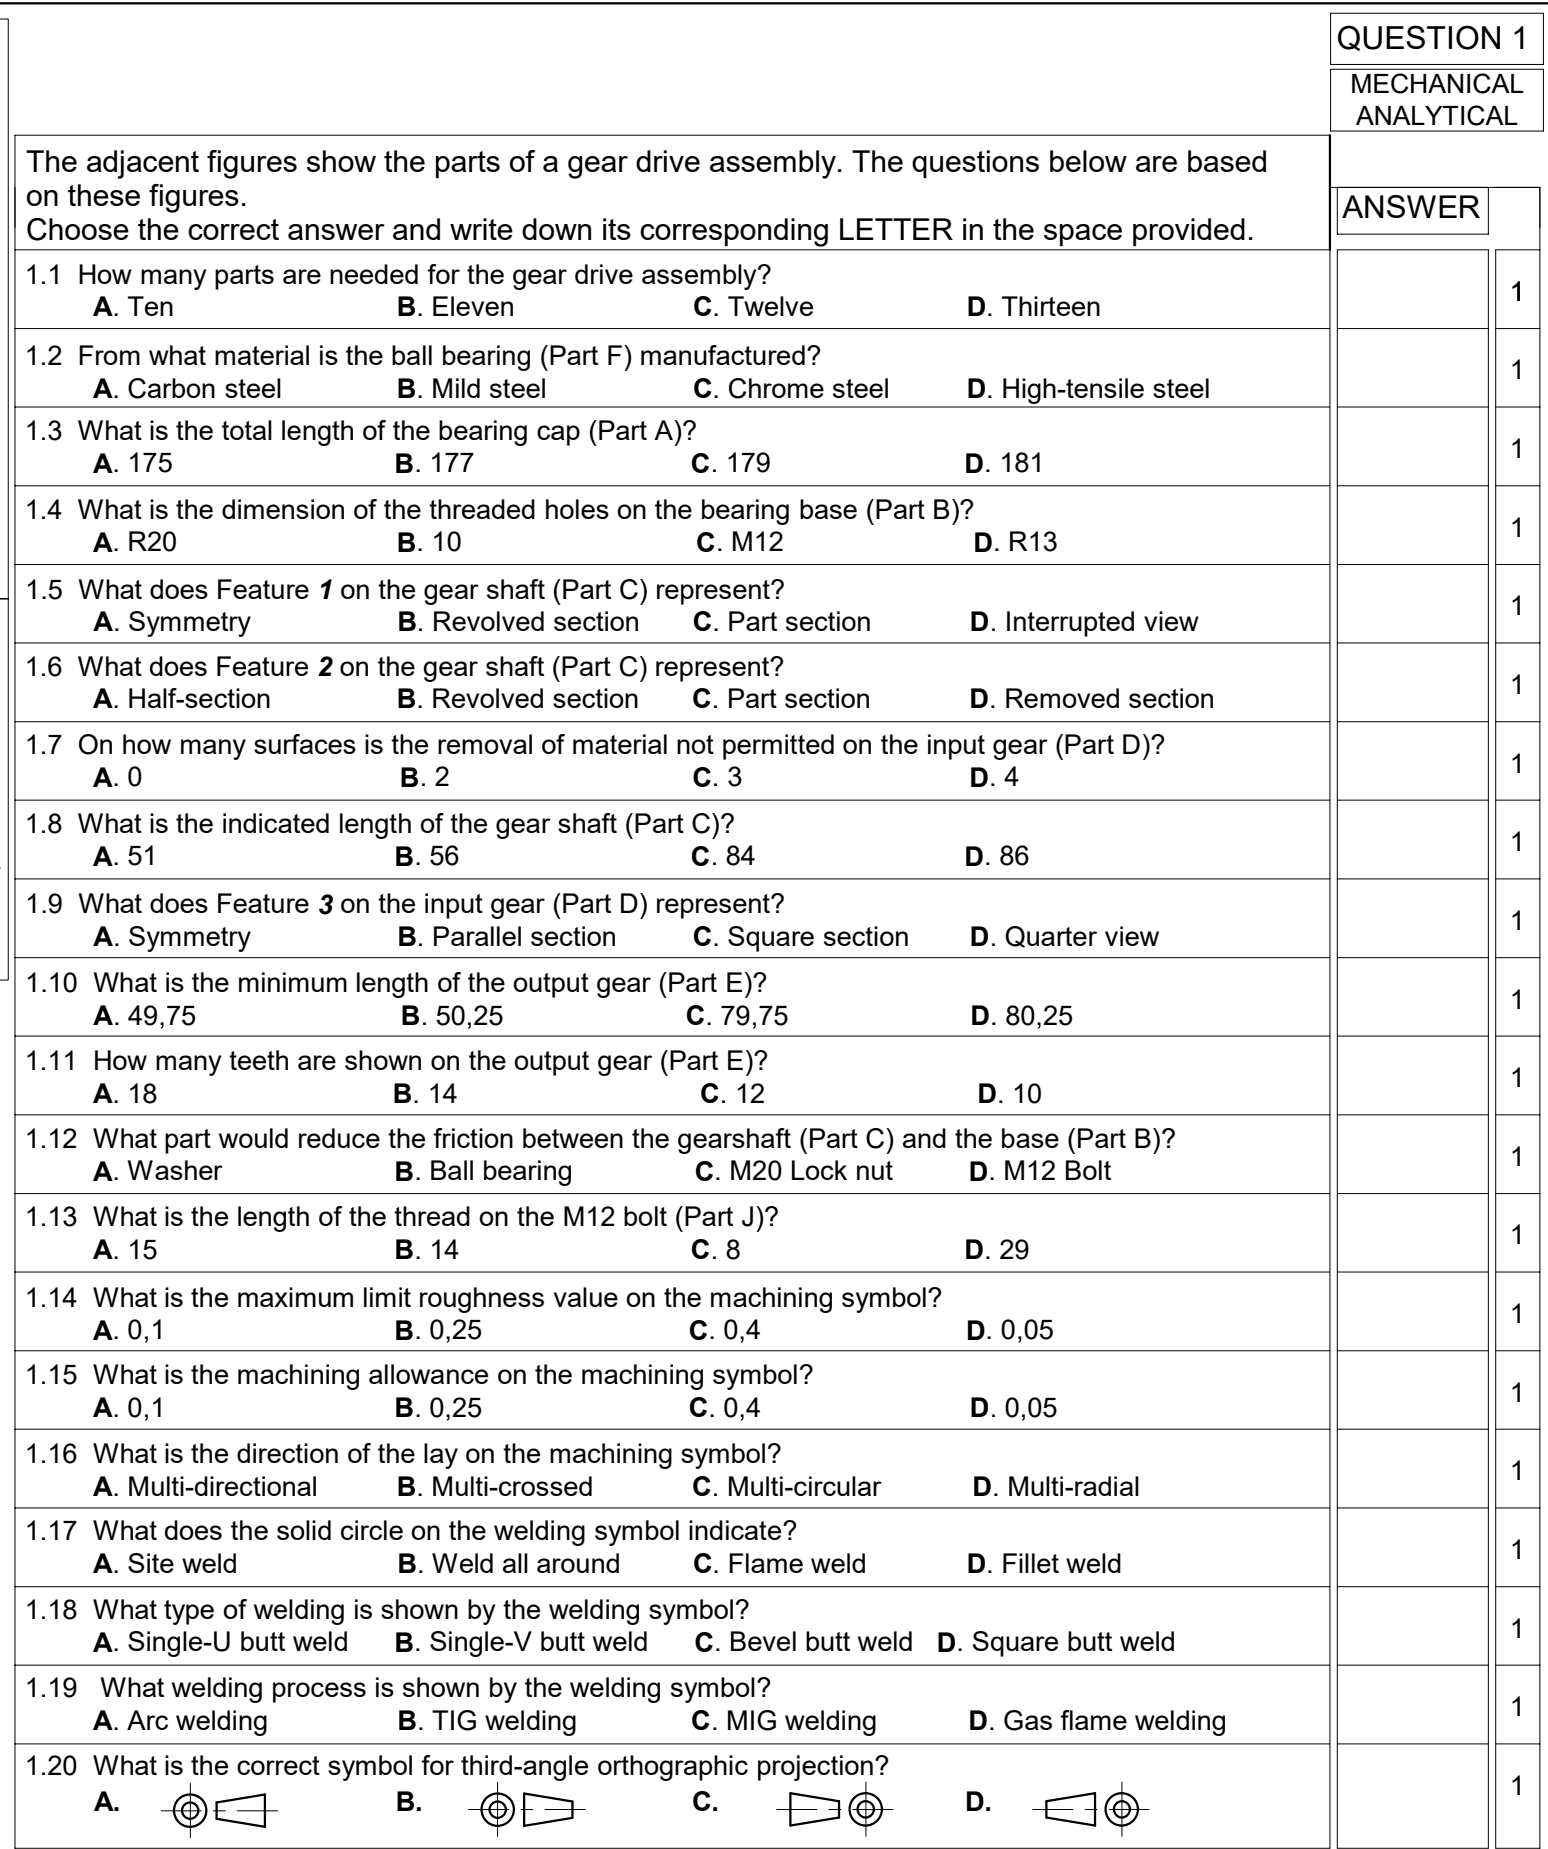 QUESTION 1
MECHANICAL
ANALYTICAL
The adjacent figures show the parts of a gear drive assembly. The questions below are based
on these figures.
Choose the correct answer and write down its corresponding LETTER in the space provided.
ANSWER
1.1 How many parts are needed for the gear drive assembly?
A. Ten B. Eleven C. Twelve D. Thirteen
1
1.2 From what material is the ball bearing (Part F) manufactured?
A. Carbon steel B. Mild steel C. Chrome steel D. High-tensile steel
1
1.3 What is the total length of the bearing cap (Part A)?
A. 175 B. 177 C. 179 D. 181
1
1.4 What is the dimension of the threaded holes on the bearing base (Part B)?
A. R20 B. 10 C. M12 D. R13
1
1.5 What does Feature 1 on the gear shaft (Part C) represent?
A. Symmetry B. Revolved section C. Part section D. Interrupted view
1
1.6 What does Feature 2 on the gear shaft (Part C) represent?
A. Half-section B. Revolved section C. Part section D. Removed section
1
1.7 On how many surfaces is the removal of material not permitted on the input gear (Part D)?
A. 0 B. 2 C. 3 D. 4
1
1.8 What is the indicated length of the gear shaft (Part C)?
A. 51 B. 56 C. 84 D. 86
1
1.9 What does Feature 3 on the input gear (Part D) represent?
A. Symmetry B. Parallel section C. Square section D. Quarter view
1
1.10 What is the minimum length of the output gear (Part E)?
A. 49,75 B. 50,25 C. 79,75 D. 80,25
1
1.11 How many teeth are shown on the output gear (Part E)?
A. 18 B. 14 C. 12 D. 10
1
1.12 What part would reduce the friction between the gearshaft (Part C) and the base (Part B)?
A. Washer B. Ball bearing C. M20 Lock nut D. M12 Bolt
1
1.13 What is the length of the thread on the M12 bolt (Part J)?
A. 15 B. 14 C. 8 D. 29
1
1.14 What is the maximum limit roughness value on the machining symbol?
A. 0,1 B. 0,25 C. 0,4 D. 0,05
1
1.15 What is the machining allowance on the machining symbol?
A. 0,1 B. 0,25 C. 0,4 D. 0,05
1
1.16 What is the direction of the lay on the machining symbol?
A. Multi-directional B. Multi-crossed C. Multi-circular D. Multi-radial
1
1.17 What does the solid circle on the welding symbol indicate?
A. Site weld B. Weld all around C. Flame weld D. Fillet weld
1
1.18 What type of welding is shown by the welding symbol?
A. Single-U butt weld B. Single-V butt weld C. Bevel butt weld D. Square butt weld
1
1.19 What welding process is shown by the welding symbol?
A. Arc welding B. TIG welding C. MIG welding D. Gas flame welding
1
1.20 What is the correct symbol for third-angle orthographic projection?
A. B. C. D.
1